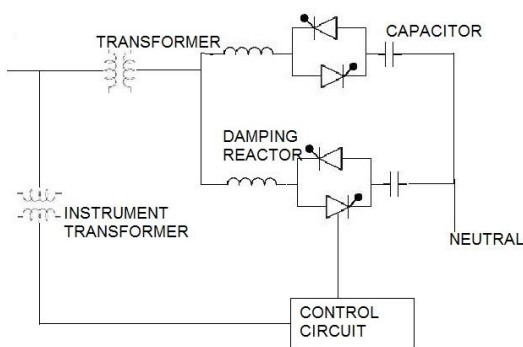 TRANSFORMER
CAPACITOR
DAMPING
REACTOR
INSTRUMENT
TRANSFORMER
NEUTRAL
CONTROL
CIRCUIT